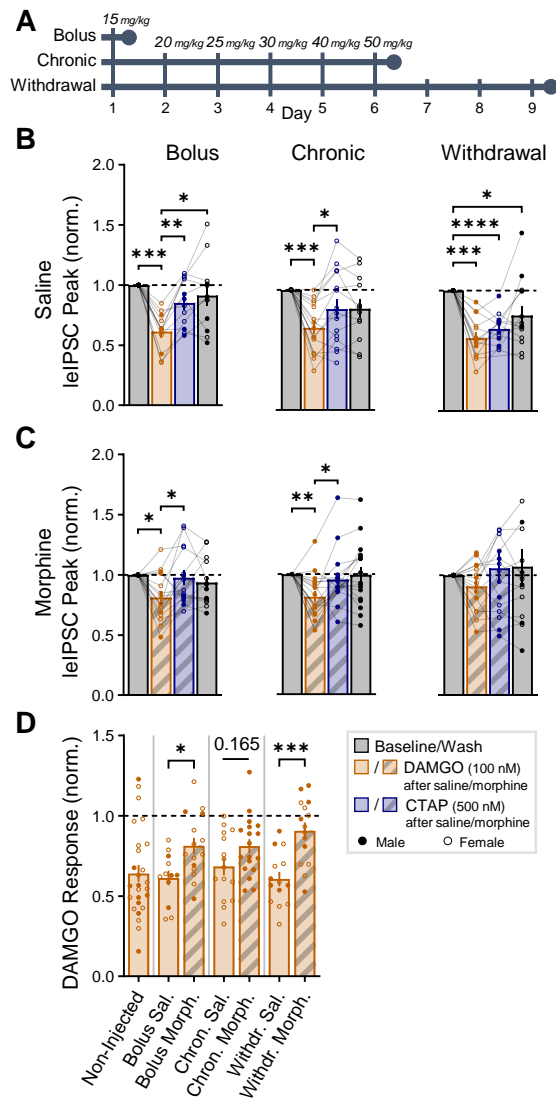 A
15 mg/kg
Bolus
20 mg/kg 25 mg/kg 30 mg/kg 40 mg/kg 50 mg/kg
Chronic
Withdrawal
1 2 3 4 5 6 7 8 9
Day
B
Bolus Chronic Withdrawal
Saline
leIPSC Peak (norm.)
2.0
1.5
1.0
0.5
0.0
*** ** *
*** *
*** **** *
C
Morphine
leIPSC Peak (norm.)
2.0
1.5
1.0
0.5
0.0
* *
** *
D
DAMGO Response (norm.)
1.5
1.0
0.5
0.0
* 0.165 ***
Non-Injected
Bolus Sal.
Bolus Morph.
Chron. Sal.
Chron. Morph.
Withdr. Sal.
Withdr. Morph.
Baseline/Wash
/ DAMGO (100 nM)
after saline/morphine
/ CTAP (500 nM)
after saline/morphine
Male Female